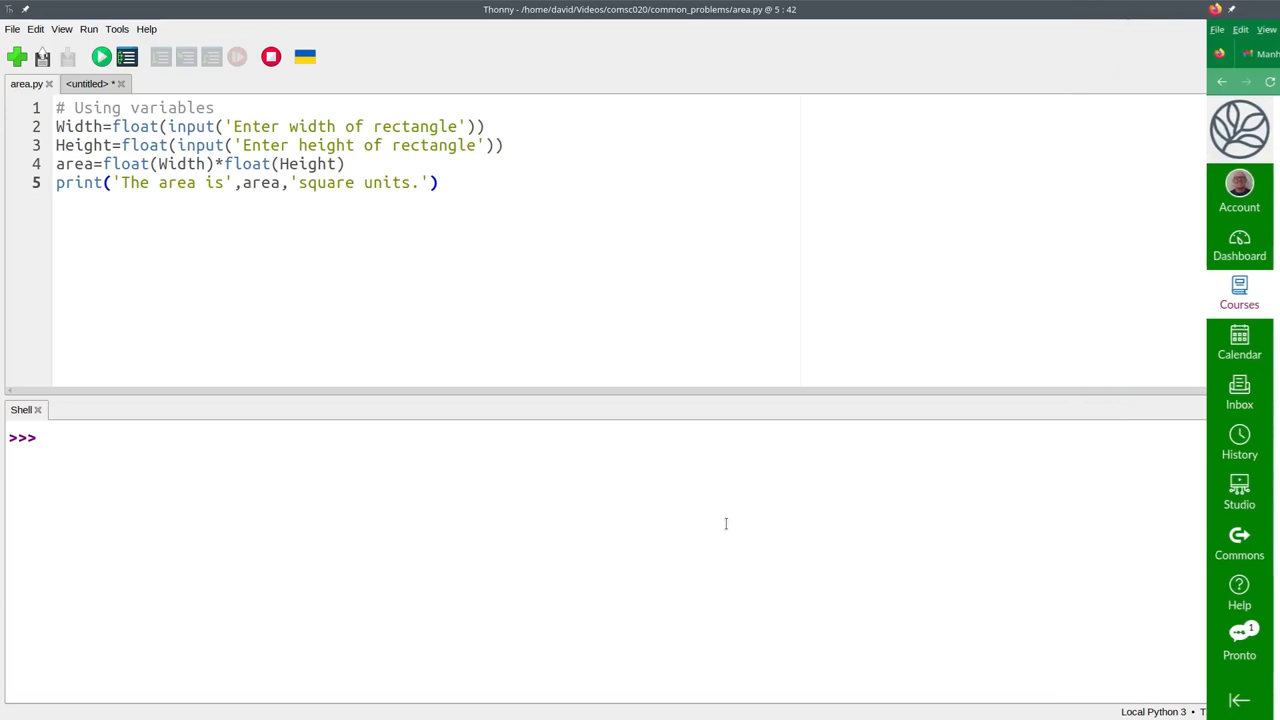 Thonny - /home/david/Videos/comsc020/common_problems/area.py @ 5 : 42
File Edit View Run Tools Help
area.py <untitled> *
1 # Using variables
2 Width=float(input('Enter width of rectangle'))
3 Height=float(input('Enter height of rectangle'))
4 area=float(Width)*float(Height)
5 print('The area is',area,'square units.')
Shell
>>>
Local Python 3 • T
File Edit View
Manh
Account
Dashboard
Courses
Calendar
Inbox
History
Studio
Commons
Help
1
Pronto